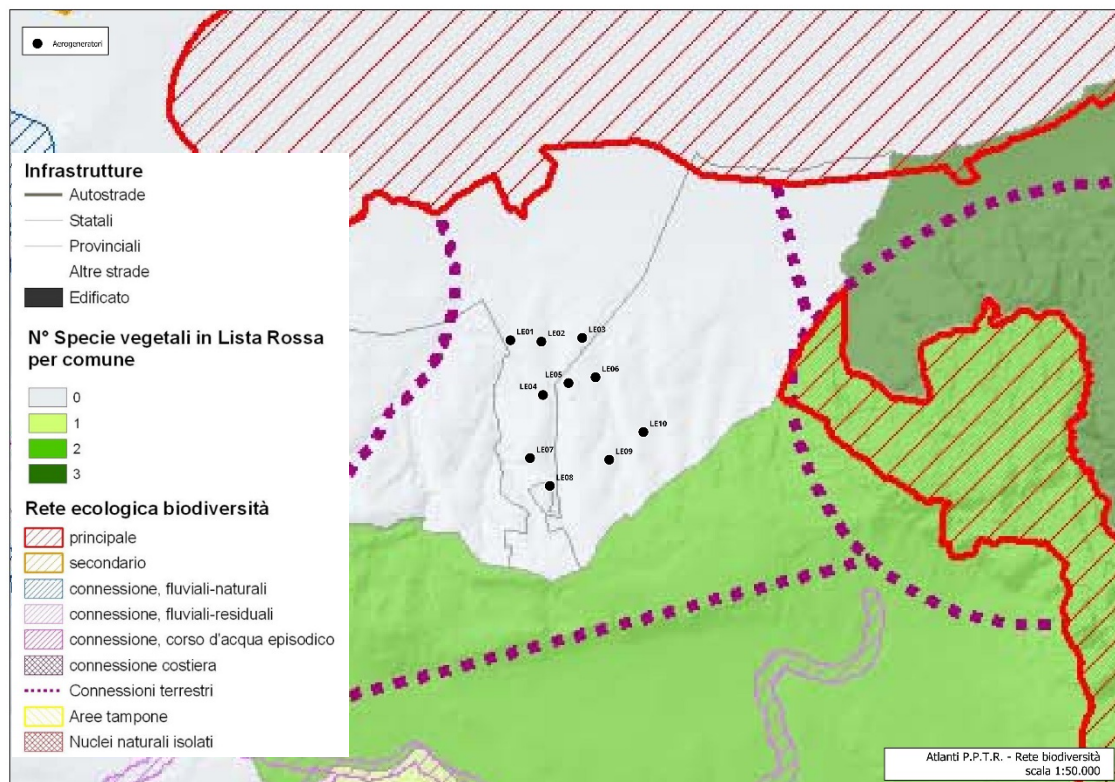 Aerogeneratori
Infrastrutture
Autostrade
Statali
Provinciali
Altre strade
Edificato
N° Specie vegetali in Lista Rossa
per comune
0
1
2
3
Rete ecologica biodiversità
principale
secondario
connessione, fluviali-naturali
connessione, fluviali-residuali
connessione, corso d'acqua episodico
connessione costiera
Connessioni terrestri
Aree tampone
Nuclei naturali isolati
LE01
LE02
LE03
LE04
LE05
LE06
LE07
LE08
LE09
LE10
Atlanti P.P.T.R. - Rete biodiversità
scala 1:50.000